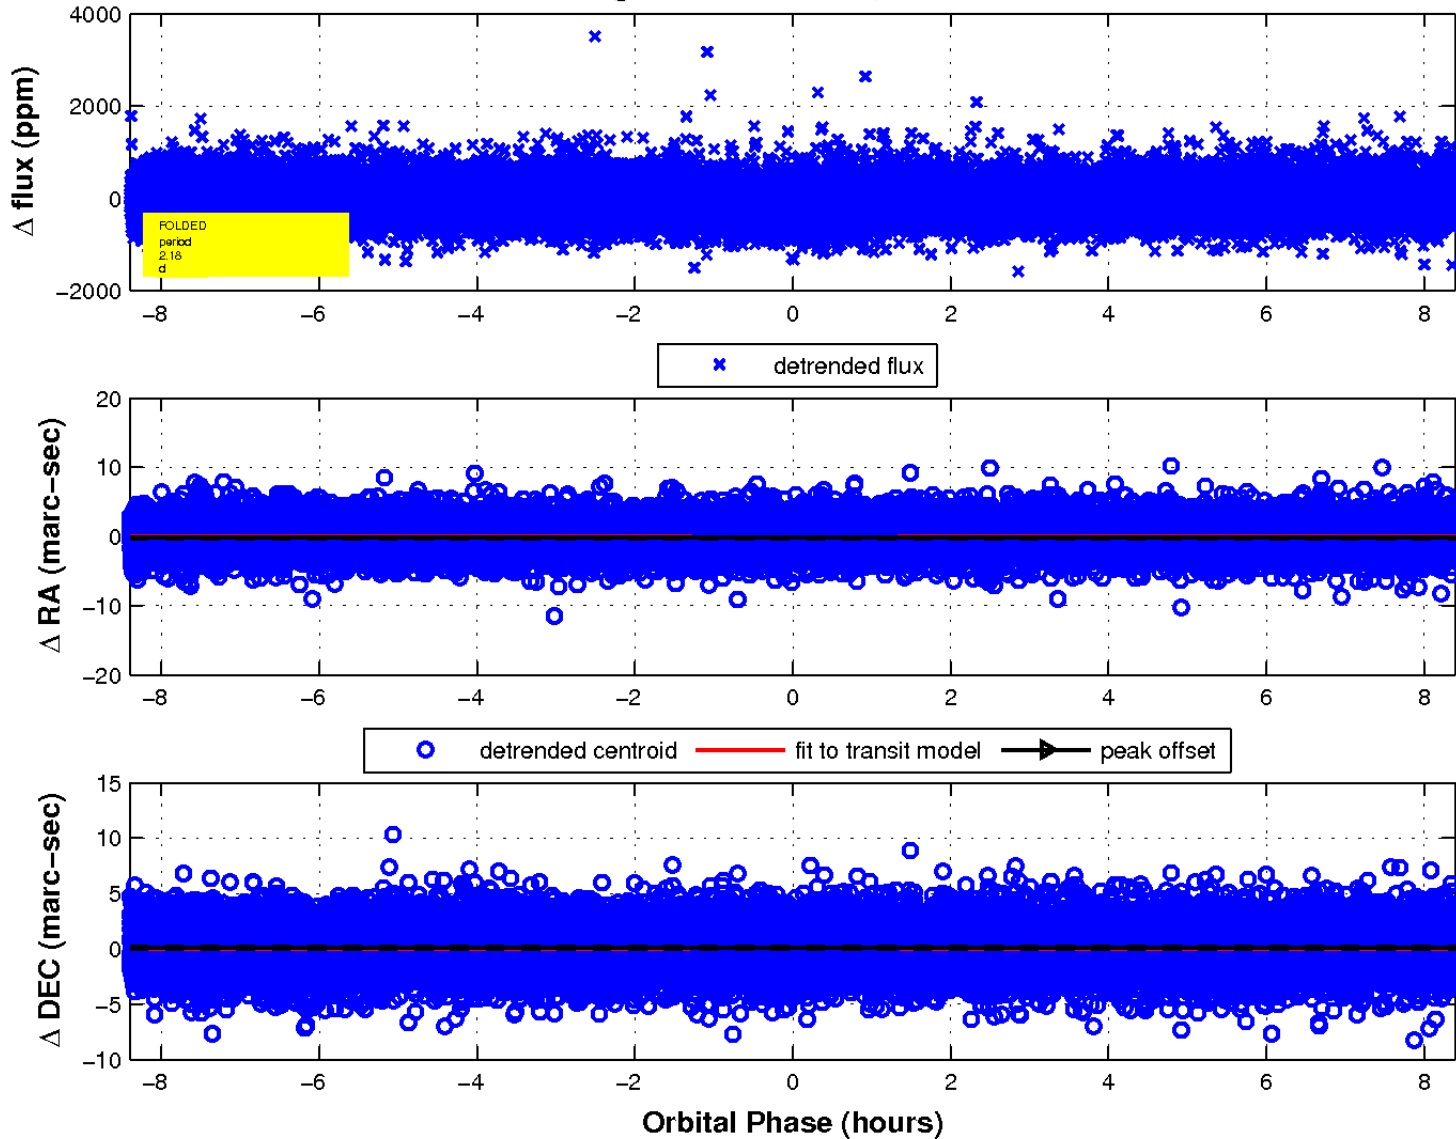 4000
2000
0
−2000
Δ flux (ppm)
FOLDED
period
2.18
d
−8 −6 −4 −2 0 2 4 6 8
detrended flux
20
10
0
−10
−20
Δ RA (marc−sec)
−8 −6 −4 −2 0 2 4 6 8
detrended centroid fit to transit model peak offset
15
10
5
0
−5
−10
Δ DEC (marc−sec)
−8 −6 −4 −2 0 2 4 6 8
Orbital Phase (hours)